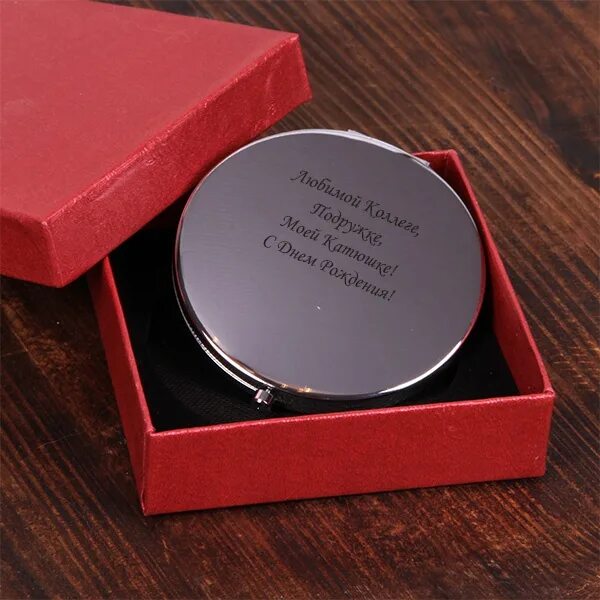 Любимой Коллеге,
Подружке,
Моей Катюшке!
С Днем Рождения!